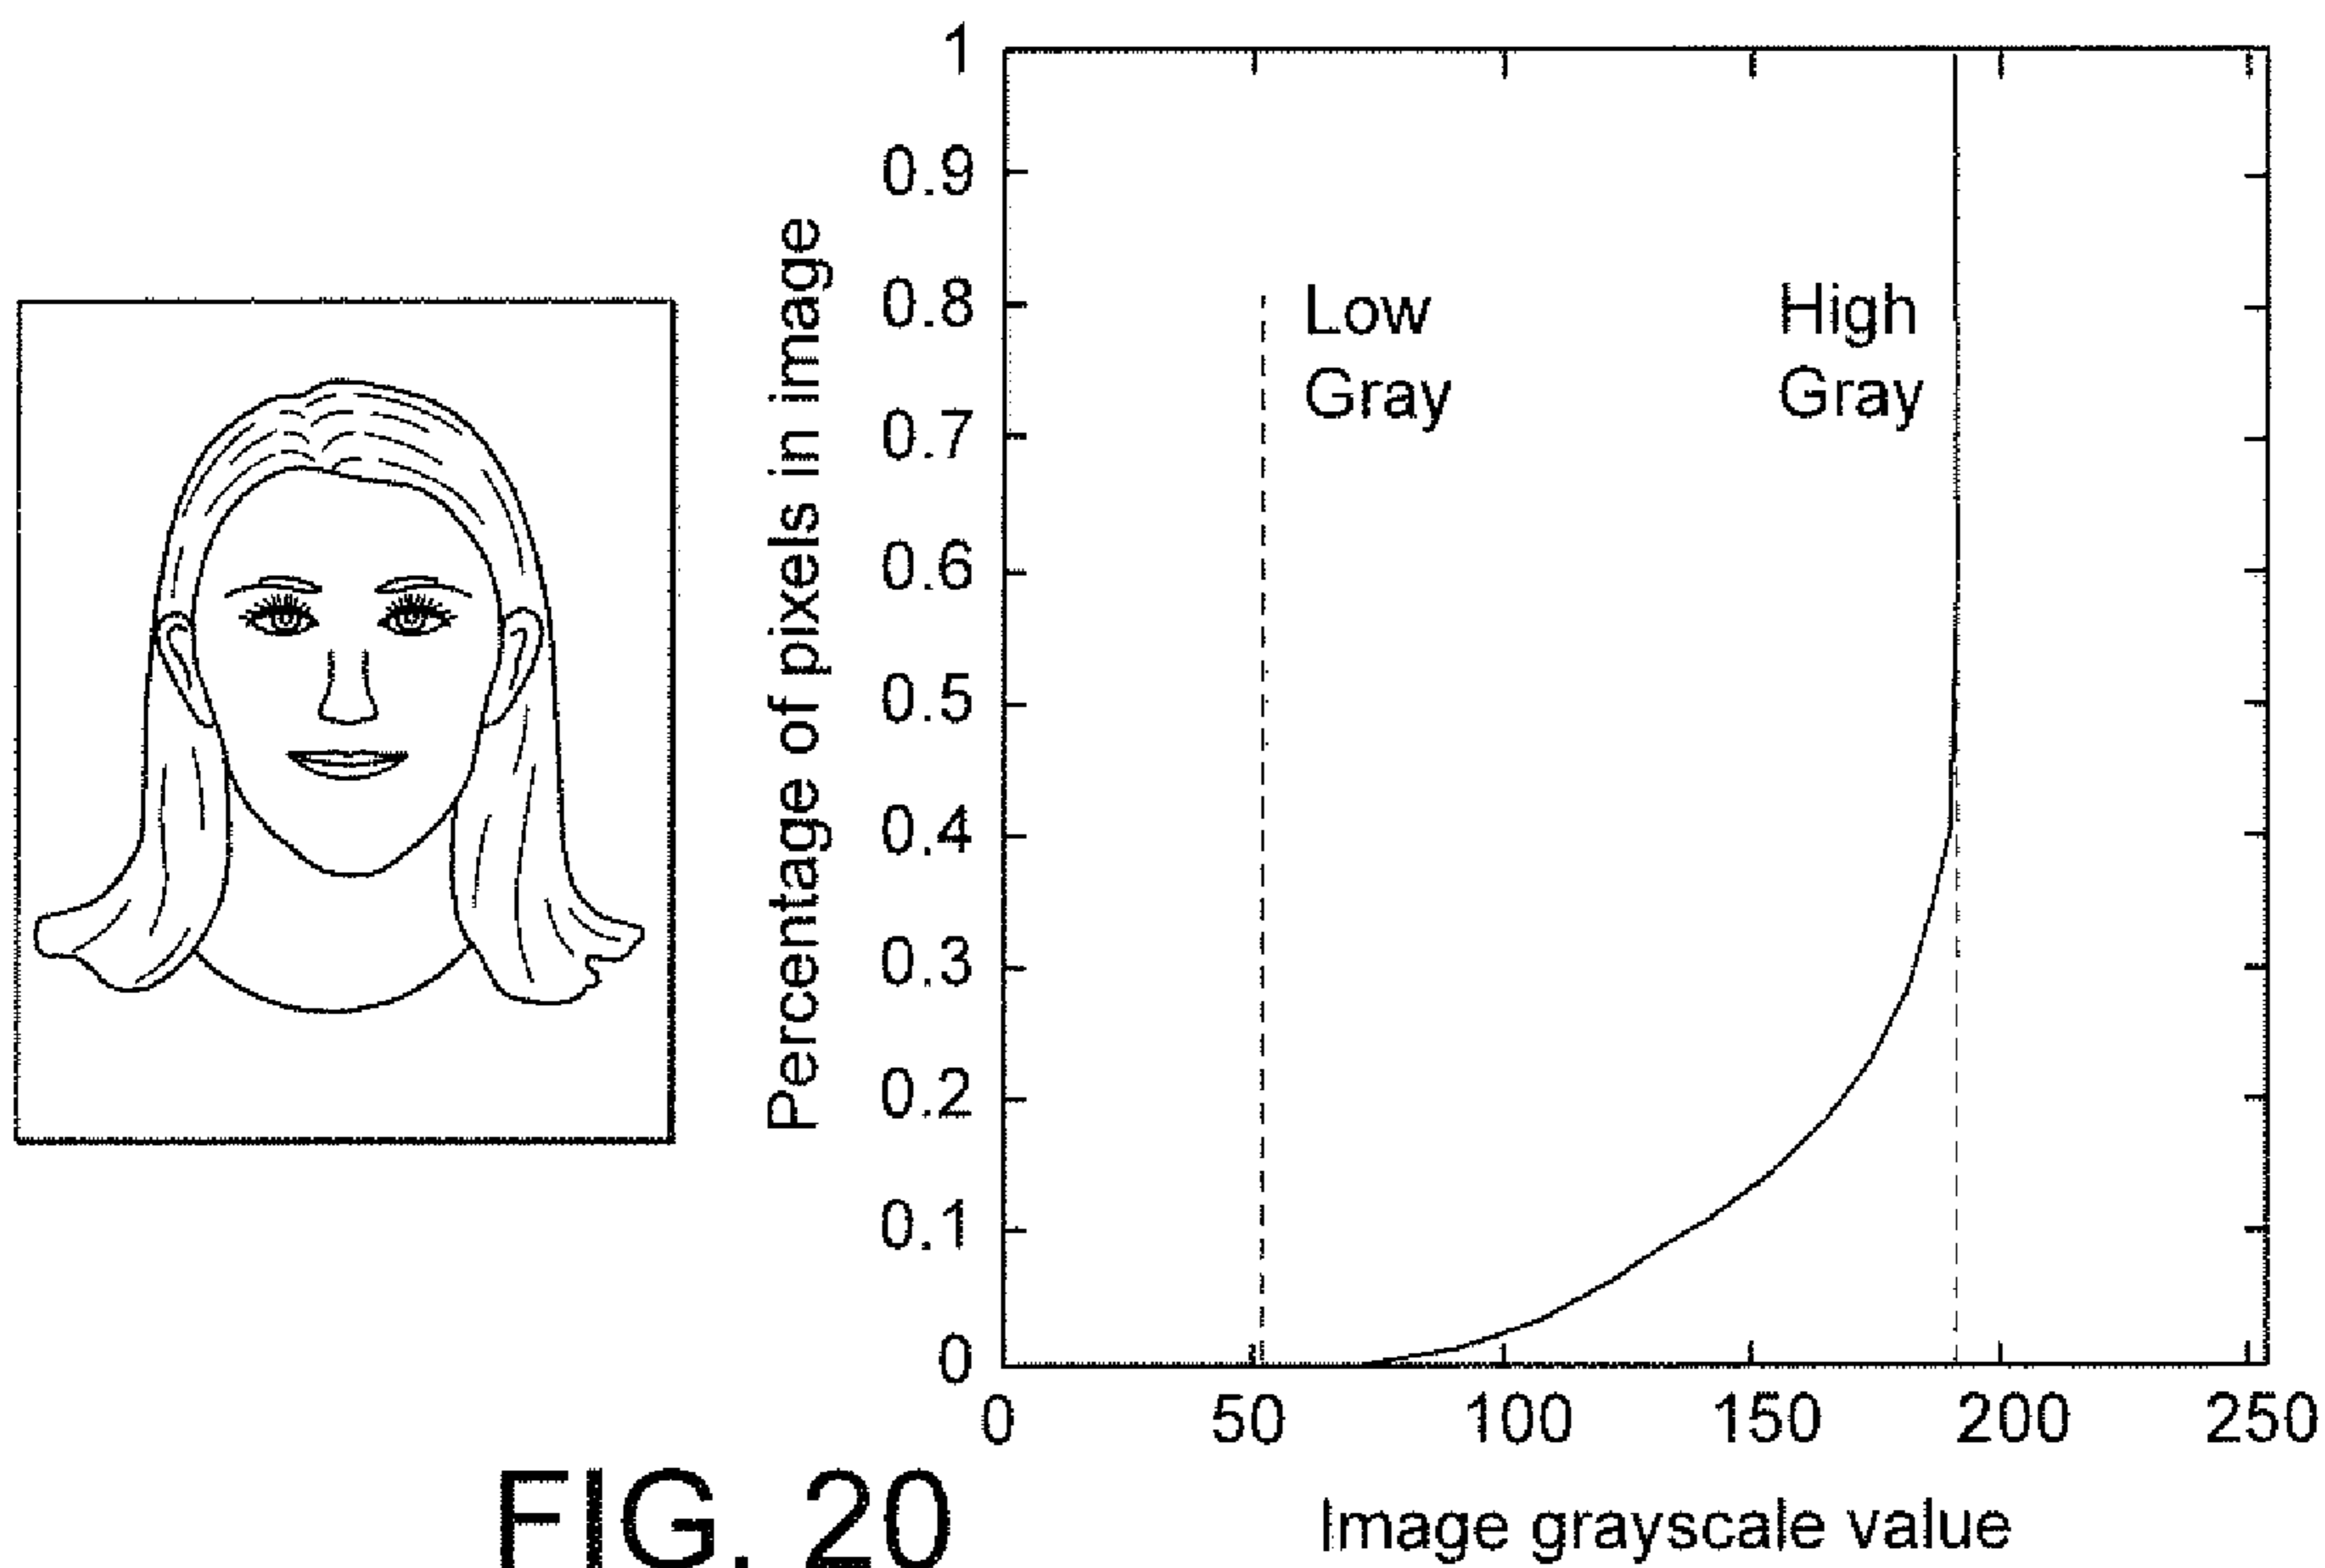 1
0.9
0.8
0.7
0.6
0.5
0.4
0.3
0.2
0.1
0
Percentage of pixels in image
Low
Gray
High
Gray
0 50 100 150 200 250
Image grayscale value
FIG. 20